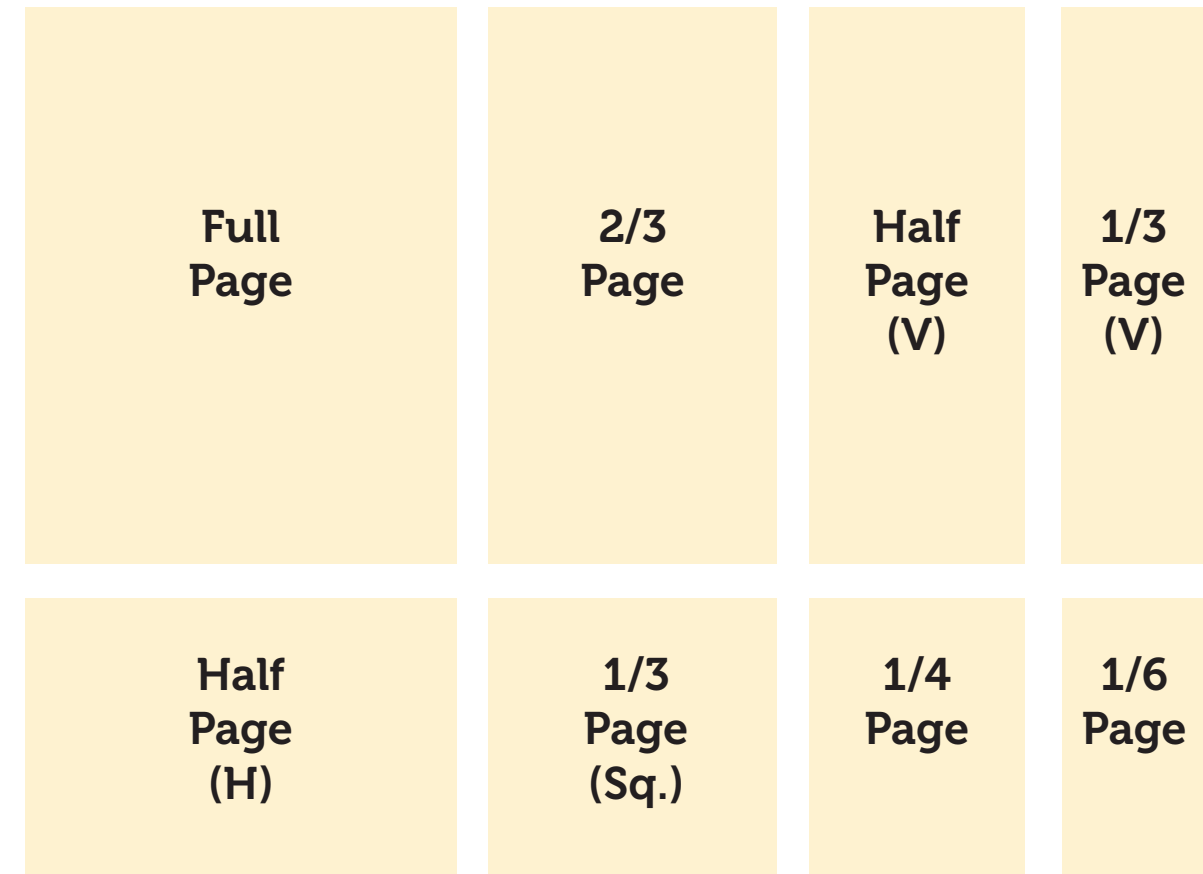 Full
Page
2/3
Page
Half
Page
(V)
1/3
Page
(V)
Half
Page
(H)
1/3
Page
(Sq.)
1/4
Page
1/6
Page